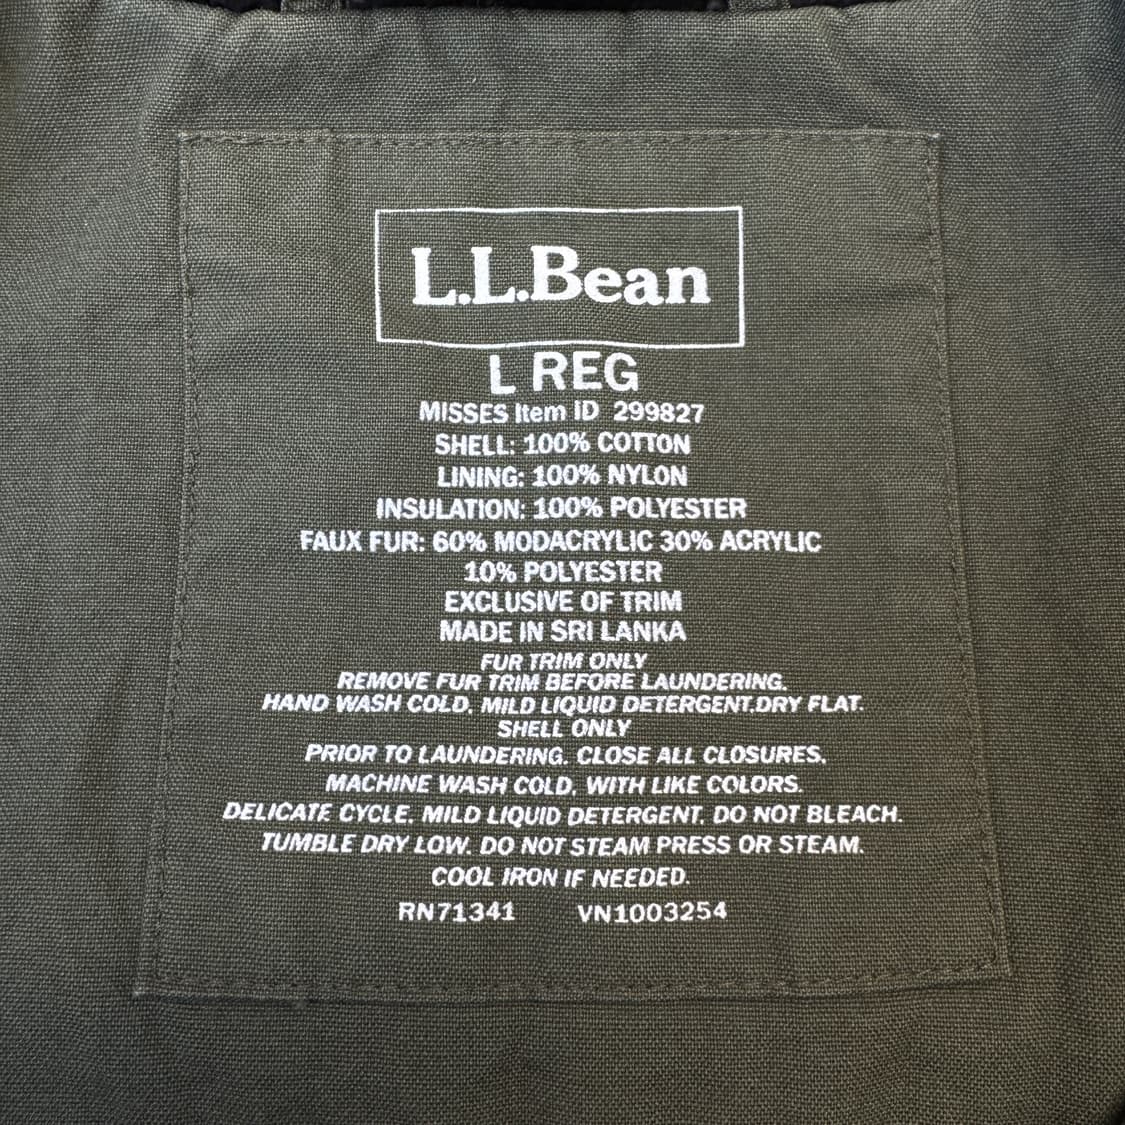 L.L.Bean
L REG
MISSES Item ID 299827
SHELL: 100% COTTON
LINING: 100% NYLON
INSULATION: 100% POLYESTER
FAUX FUR: 60% MODACRYLIC 30% ACRYLIC
10% POLYESTER
EXCLUSIVE OF TRIM
MADE IN SRI LANKA
FUR TRIM ONLY
REMOVE FUR TRIM BEFORE LAUNDERING.
HAND WASH COLD. MILD LIQUID DETERGENT.DRY FLAT.
SHELL ONLY
PRIOR TO LAUNDERING. CLOSE ALL CLOSURES.
MACHINE WASH COLD, WITH LIKE COLORS.
DELICATE CYCLE. MILD LIQUID DETERGENT. DO NOT BLEACH.
TUMBLE DRY LOW. DO NOT STEAM PRESS OR STEAM.
COOL IRON IF NEEDED.
RN71341 VN1003254